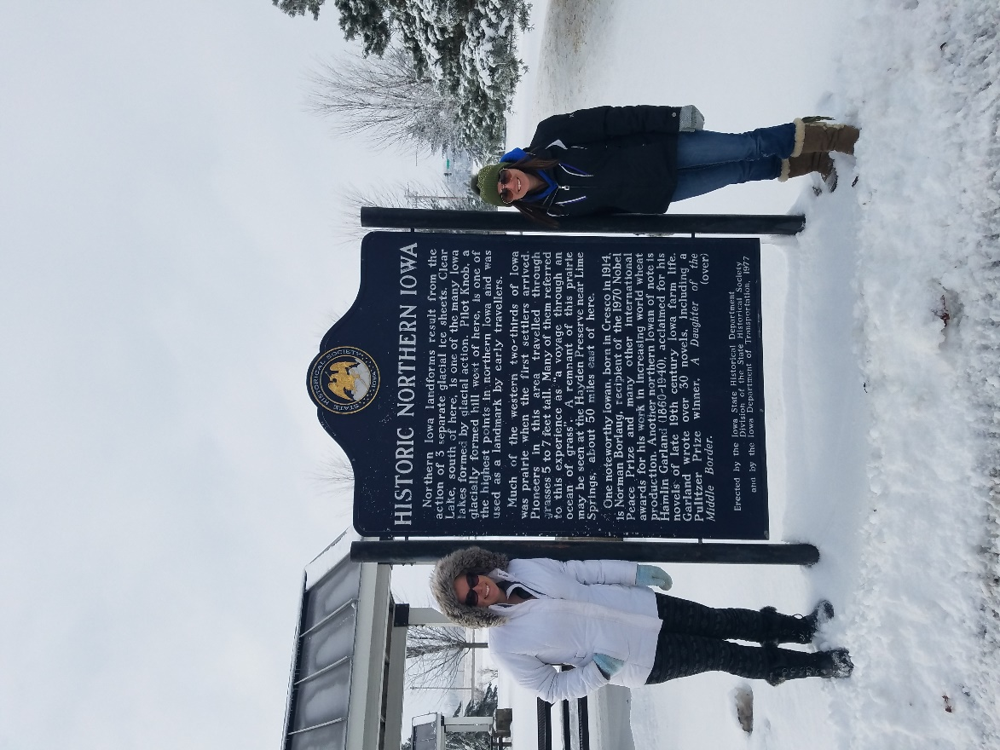 STATE HISTORICAL SOCIETY
IOWA
HISTORIC NORTHERN IOWA
Northern Iowa landforms result from the
action of 3 separate glacial ice sheets. Clear
Lake, south of here, is one of the many Iowa
lakes formed by glacial action. Pilot Knob, a
glacially formed hill west of here, is one of
the highest points in northern Iowa and was
used as a landmark by early travellers.
Much of the western two-thirds of Iowa
was prairie when the first settlers arrived.
Pioneers in this area travelled through
grasses 5 to 7 feet tall. Many of them referred
to this experience as "a voyage through an
ocean of grass". A remnant of this prairie
may be seen at the Hayden Preserve near Lime
Springs, about 50 miles east of here.
One noteworthy Iowan, born in Cresco in 1914,
is Norman Borlaug, recipient of the 1970 Nobel
Peace Prize and many other international
awards for his work in increasing world wheat
production. Another northern Iowan of note is
Hamlin Garland (1860-1940), acclaimed for his
novels of late 19th century Iowa farm life.
Garland wrote over 30 novels, including a
Pulitzer Prize winner, A Daughter of the
Middle Border. (over)
Erected by the Iowa State Historical Department
Division of the State Historical Society
and by the Iowa Department of Transportation, 1977